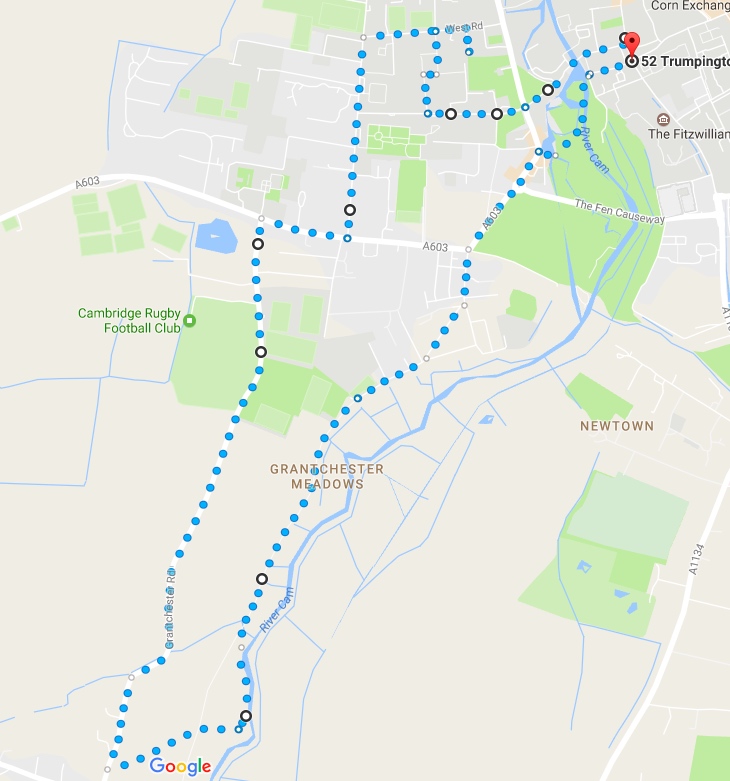 Corn Exchang
West Rd
52 Trumpingto
The Fitzwillian
River Cam
A603
The Fen Causeway
A603
A603
Cambridge Rugby
Football Club
NEWTOWN
GRANTCHESTER
MEADOWS
A1134
Grantchester Rd
River Cam
Google